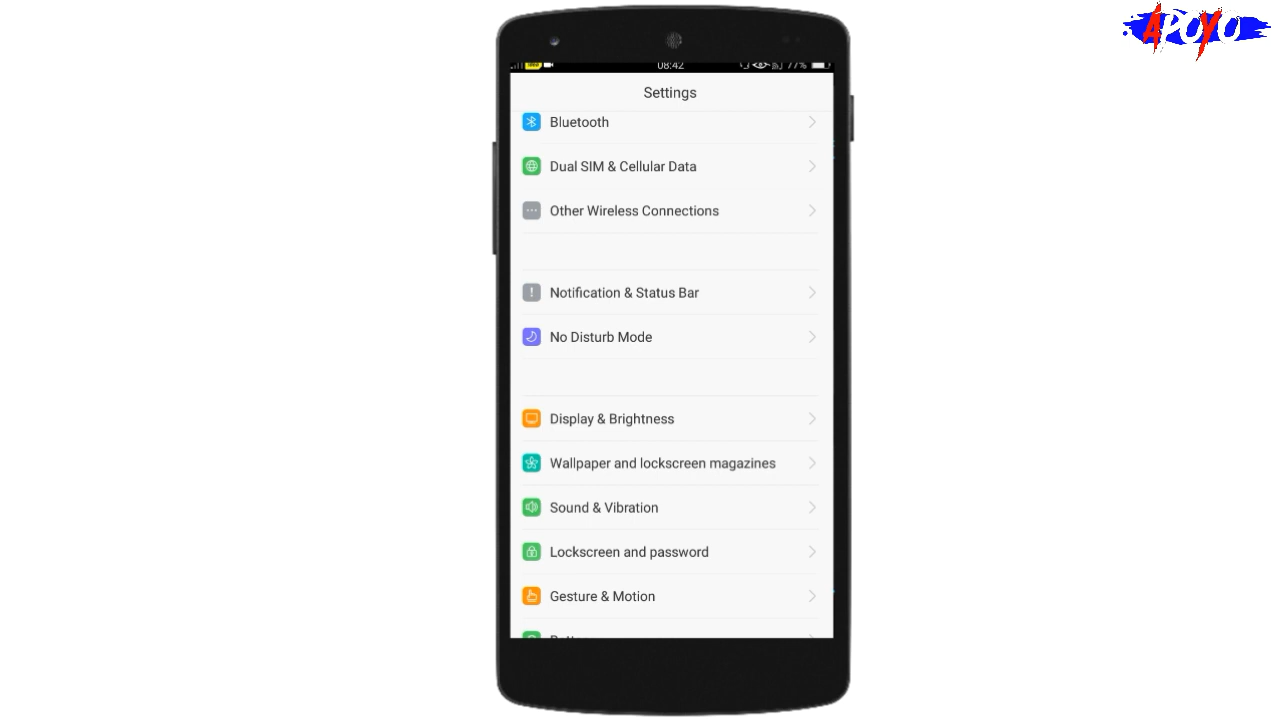 APOYO
08:42
77%
Settings
Bluetooth
Dual SIM & Cellular Data
Other Wireless Connections
Notification & Status Bar
No Disturb Mode
Display & Brightness
Wallpaper and lockscreen magazines
Sound & Vibration
Lockscreen and password
Gesture & Motion